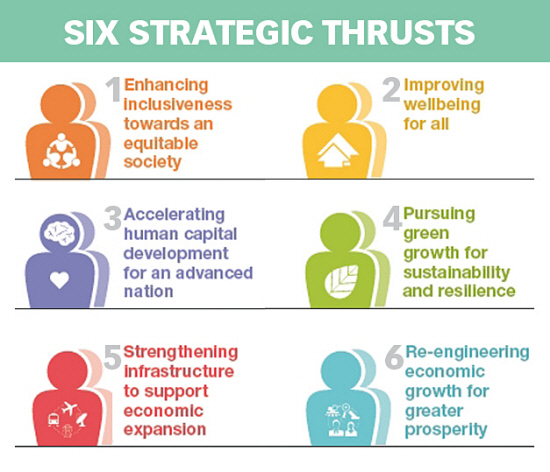 SIX STRATEGIC THRUSTS
1 Enhancing
inclusiveness
towards an
equitable
society
2 Improving
wellbeing
for all
3 Accelerating
human capital
development
for an advanced
nation
4 Pursuing
green
growth for
sustainability
and resilience
5 Strengthening
infrastructure
to support
economic
expansion
6 Re-engineering
economic
growth for
greater
prosperity